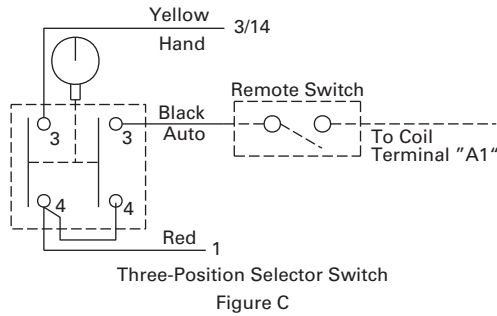 Yellow
Hand
3/14
Remote Switch
Black
Auto
3
3
To Coil
Terminal ″A1“
4
4
Red
1
Three-Position Selector Switch
Figure C